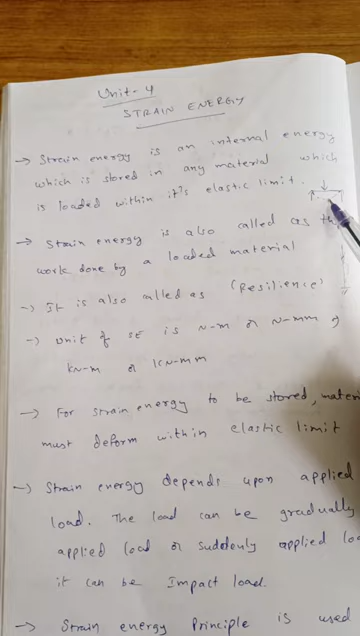 Unit - 4
STRAIN ENERGY
→ Strain energy is an internal energy
which is stored in any material which
is loaded within it's elastic limit.
→ Strain energy is also called as
work done by a loaded material
→ It is also called as (Resilience)
→ Unit of SE is N-m or N-mm or
kN-m or kN-mm
→ For strain energy to be stored, mater
must deform within elastic limit
→ Strain energy depends upon applied
load. The load can be gradually
applied load or suddenly applied
it can be Impact load.
→ Strain energy Principle is used